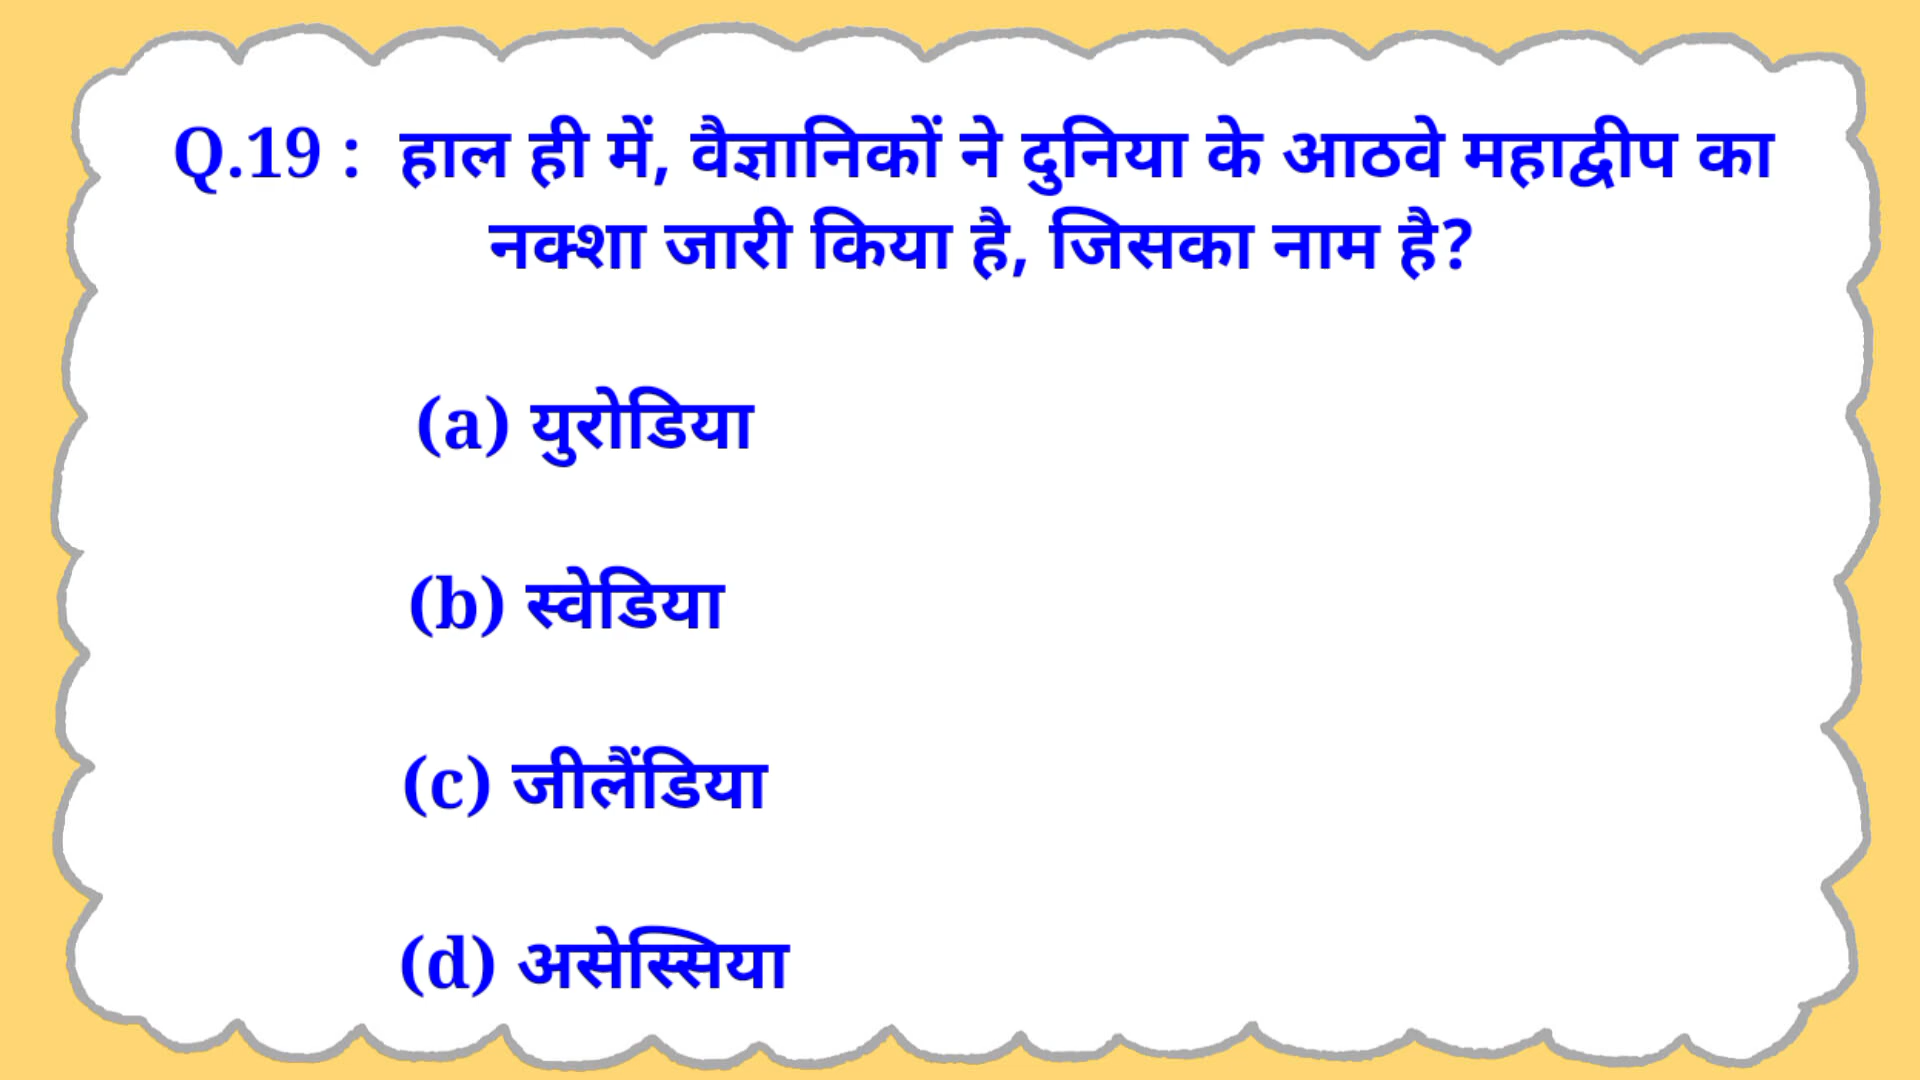 Q.19 : हाल ही में, वैज्ञानिकों ने दुनिया के आठवे महाद्वीप का
नक्शा जारी किया है, जिसका नाम है?
(a) युरोडिया
(b) स्वेडिया
(c) जीलैंडिया
(d) असेस्सिया